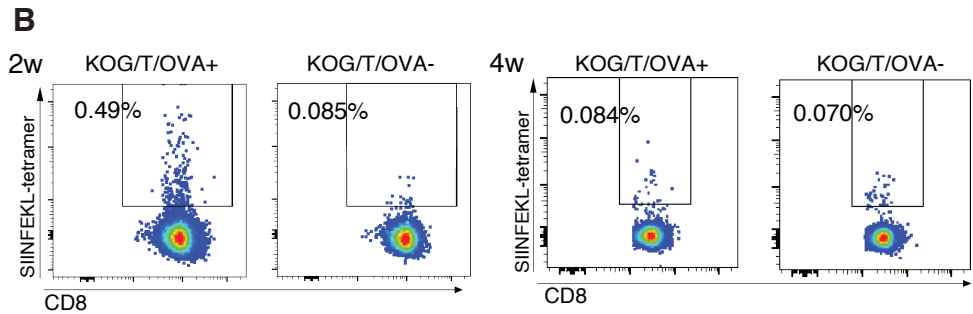 B
2w
KOG/T/OVA+
KOG/T/OVA-
4w
KOG/T/OVA+
KOG/T/OVA-
0.49%
0.085%
0.084%
0.070%
SIINFEKL-tetramer
SIINFEKL-tetramer
CD8
CD8